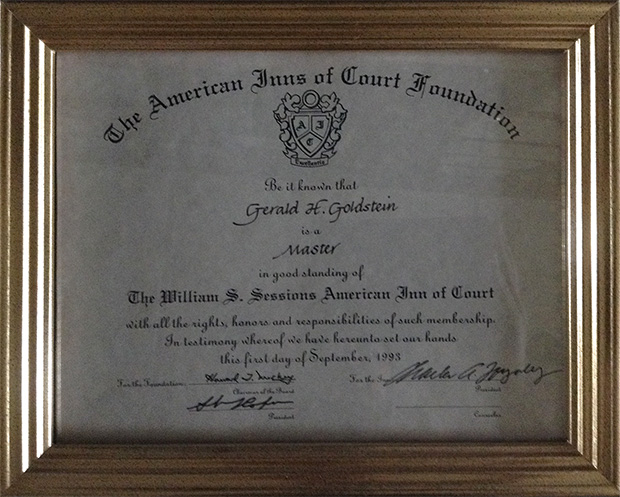 The American Inns of Court Foundation
A I
C
Excellentia
Be it known that
Gerald H. Goldstein
is a
Master
in good standing of
The William S. Sessions American Inn of Court
with all the rights, honors and responsibilities of such membership.
In testimony whereof we have hereunto set our hands
this first day of September, 1993
For the Foundation: For the
Chairman of the Board President
President Counselor